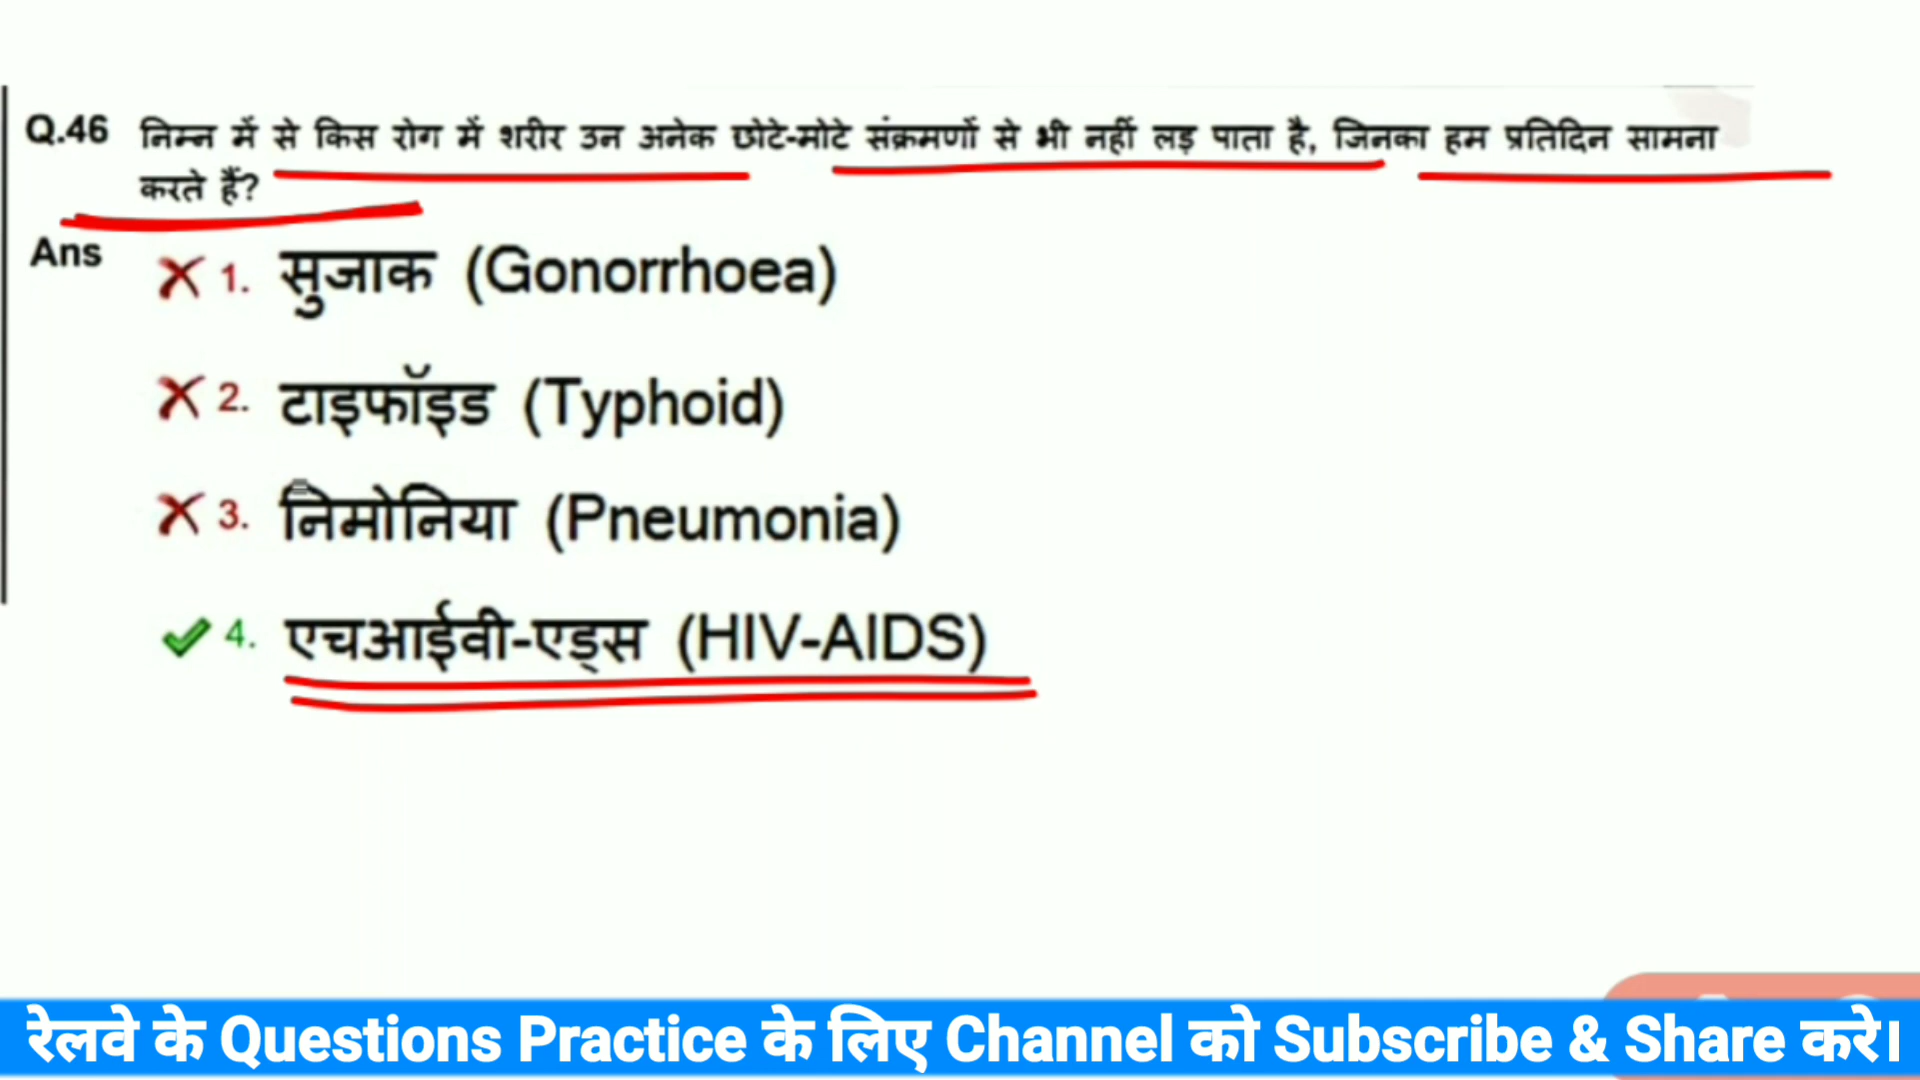 Q.46 निम्न में से किस रोग में शरीर उन अनेक छोटे-मोटे संक्रमणों से भी नहीं लड़ पाता है, जिनका हम प्रतिदिन सामना
करते हैं?
Ans
1. सुजाक (Gonorrhoea)
2. टाइफॉइड (Typhoid)
3. निमोनिया (Pneumonia)
4. एचआईवी-एड्स (HIV-AIDS)
रेलवे के Questions Practice के लिए Channel को Subscribe & Share करे।